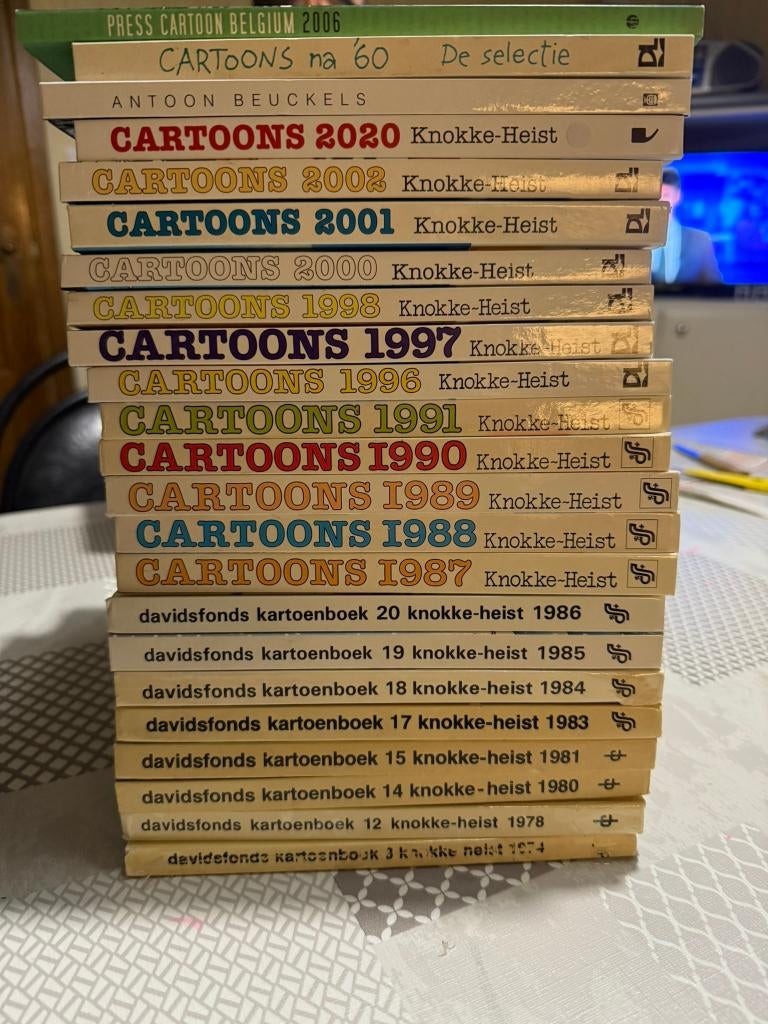 PRESS CARTOON BELGIUM 2006
CARTOONS na '60 De selectie
ANTOON BEUCKELS
CARTOONS 2020 Knokke-Heist
CARTOONS 2002 Knokke-Heist
CARTOONS 2001 Knokke-Heist
CARTOONS 2000 Knokke-Heist
CARTOONS 1998 Knokke-Heist
CARTOONS 1997 Knokke-Heist
CARTOONS 1996 Knokke-Heist
CARTOONS 1991 Knokke-Heist
CARTOONS 1990 Knokke-Heist
CARTOONS 1989 Knokke-Heist
CARTOONS 1988 Knokke-Heist
CARTOONS 1987 Knokke-Heist
davidsfonds kartoenboek 20 knokke-heist 1986
davidsfonds kartoenboek 19 knokke-heist 1985
davidsfonds kartoenboek 18 knokke-heist 1984
davidsfonds kartoenboek 17 knokke-heist 1983
davidsfonds kartoenboek 15 knokke-heist 1981
davidsfonds kartoenboek 14 knokke-heist 1980
davidsfonds kartoenboek 12 knokke-heist 1978
davidsfonds kartoenboek knokke heist 1974